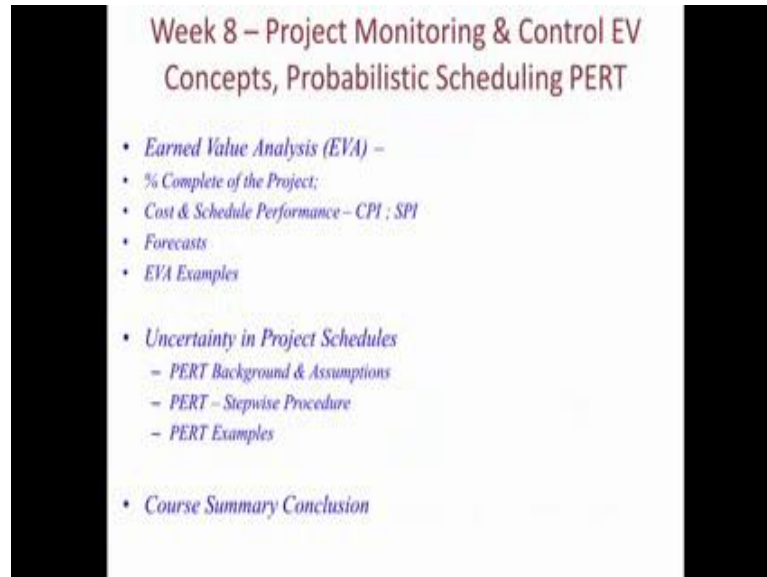 Week 8 – Project Monitoring & Control EV
Concepts, Probabilistic Scheduling PERT
• Earned Value Analysis (EVA) –
• % Complete of the Project;
• Cost & Schedule Performance – CPI ; SPI
• Forecasts
• EVA Examples
• Uncertainty in Project Schedules
– PERT Background & Assumptions
– PERT – Stepwise Procedure
– PERT Examples
• Course Summary Conclusion